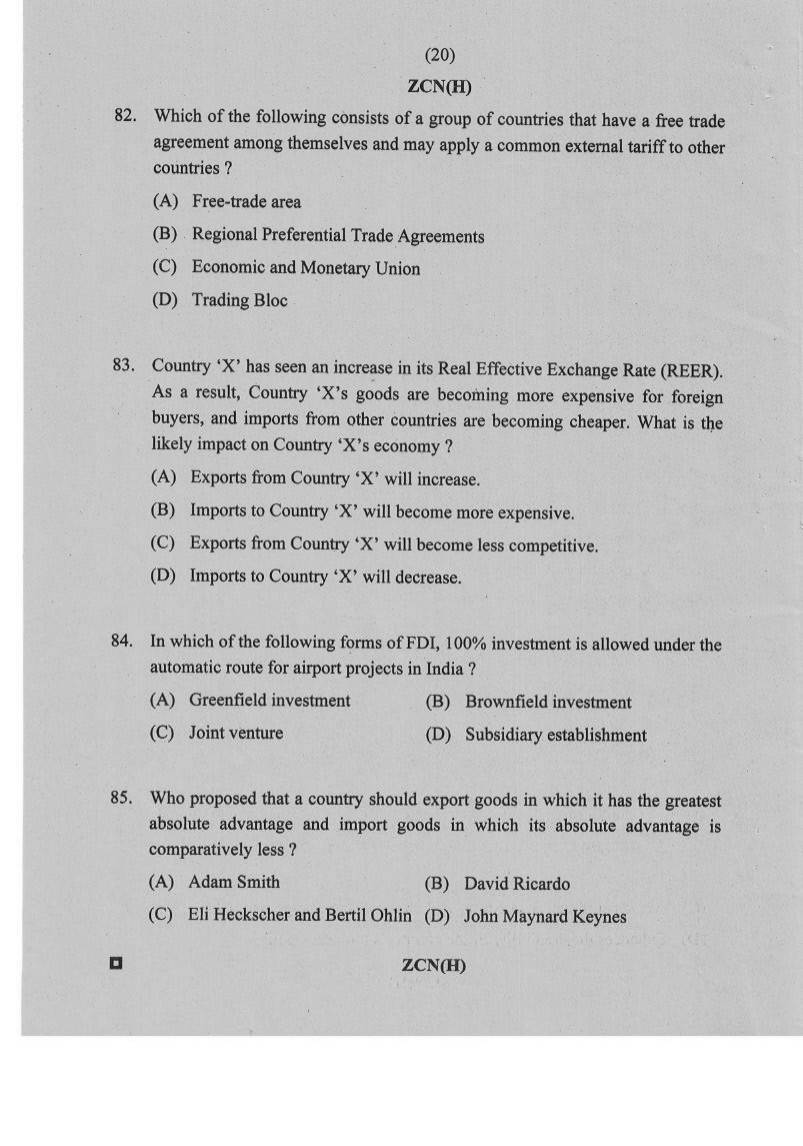 (20)
ZCN(H)
82. Which of the following consists of a group of countries that have a free trade
agreement among themselves and may apply a common external tariff to other
countries ?
(A) Free-trade area
(B) Regional Preferential Trade Agreements
(C) Economic and Monetary Union
(D) Trading Bloc
83. Country ‘X’ has seen an increase in its Real Effective Exchange Rate (REER).
As a result, Country ‘X’s goods are becoming more expensive for foreign
buyers, and imports from other countries are becoming cheaper. What is the
likely impact on Country ‘X’s economy ?
(A) Exports from Country ‘X’ will increase.
(B) Imports to Country ‘X’ will become more expensive.
(C) Exports from Country ‘X’ will become less competitive.
(D) Imports to Country ‘X’ will decrease.
84. In which of the following forms of FDI, 100% investment is allowed under the
automatic route for airport projects in India ?
(A) Greenfield investment (B) Brownfield investment
(C) Joint venture (D) Subsidiary establishment
85. Who proposed that a country should export goods in which it has the greatest
absolute advantage and import goods in which its absolute advantage is
comparatively less ?
(A) Adam Smith (B) David Ricardo
(C) Eli Heckscher and Bertil Ohlin (D) John Maynard Keynes
ZCN(H)